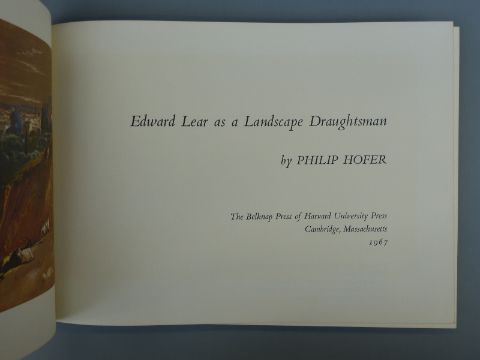 Edward Lear as a Landscape Draughtsman
by PHILIP HOFER
The Belknap Press of Harvard University Press
Cambridge, Massachusetts
1967